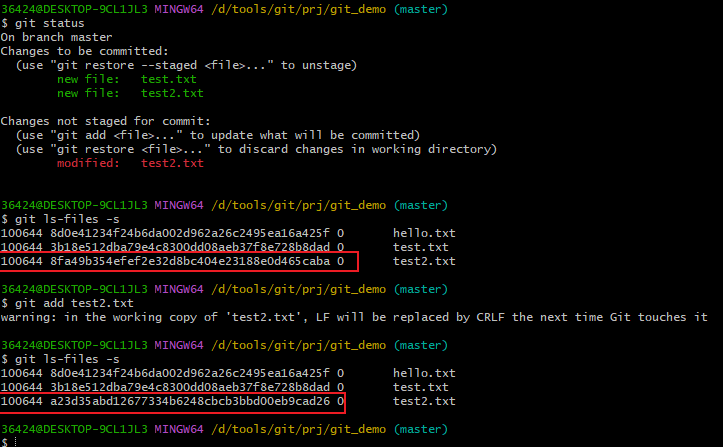 36424@DESKTOP-9CL1JL3 MINGW64 /d/tools/git/prj/git_demo (master)
$ git status
On branch master
Changes to be committed:
  (use "git restore --staged <file>..." to unstage)
        new file:   test.txt
        new file:   test2.txt

Changes not staged for commit:
  (use "git add <file>..." to update what will be committed)
  (use "git restore <file>..." to discard changes in working directory)
        modified:   test2.txt

36424@DESKTOP-9CL1JL3 MINGW64 /d/tools/git/prj/git_demo (master)
$ git ls-files -s
100644 8d0e41234f24b6da002d962a26c2495ea16a425f 0       hello.txt
100644 3b18e512dba79e4c8300dd08aeb37f8e728b8dad 0       test.txt
100644 8fa49b354efef2e32d8bc404e23188e0d465caba 0       test2.txt

36424@DESKTOP-9CL1JL3 MINGW64 /d/tools/git/prj/git_demo (master)
$ git add test2.txt
warning: in the working copy of 'test2.txt', LF will be replaced by CRLF the next time Git touches it

36424@DESKTOP-9CL1JL3 MINGW64 /d/tools/git/prj/git_demo (master)
$ git ls-files -s
100644 8d0e41234f24b6da002d962a26c2495ea16a425f 0       hello.txt
100644 3b18e512dba79e4c8300dd08aeb37f8e728b8dad 0       test.txt
100644 a23d35abd12677334b6248cbcb3bbd00eb9cad26 0       test2.txt

36424@DESKTOP-9CL1JL3 MINGW64 /d/tools/git/prj/git_demo (master)
$